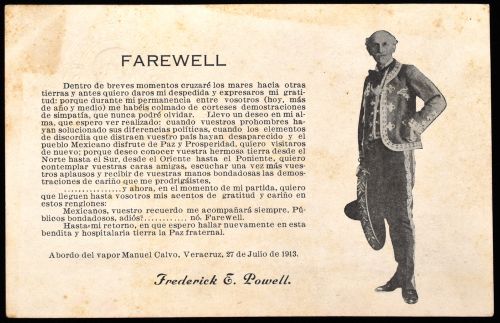 FAREWELL
Dentro de breves momentos cruzaré los mares hacia otras
tierras y antes quiero daros mi despedida y expresaros mi grati-
tud: porque durante mi permanencia entre vosotros (hoy, más
de año y medio) me habéis colmado de corteses demostraciones
de simpatía, que nunca podré olvidar. Llevo un deseo en mi al-
ma, que espero ver realizado: cuando vuestros prohombres ha-
yan solucionado sus diferencias políticas, cuando los elementos
de discordia que distraen vuestro país hayan desaparecido y el
pueblo Mexicano disfrute de Paz y Prosperidad, quiero visitaros
de nuevo; porque deseo conocer vuestra hermosa tierra desde el
Norte hasta el Sur, desde el Oriente hasta el Poniente, quiero
contemplar vuestras caras amigas, escuchar una vez más vues-
tros aplausos y recibir de vuestras manos bondadosas las demos-
traciones de cariño que me prodrigáisteis.
................y ahora, en el momento de mi partida, quiero
que lleguen hasta vosotros mis acentos de gratitud y cariño en
estos renglones:
Mexicanos, vuestro recuerdo me acompañará siempre. Pú-
blicos bondadosos, adiós?........... nó. Farewell.
Hasta mi retorno, en que espero hallar nuevamente en esta
bendita y hospitalaria tierra la Paz fraternal.
Abordo del vapor Manuel Calvo. Veracruz, 27 de Julio de 1913.
Frederick E. Powell.